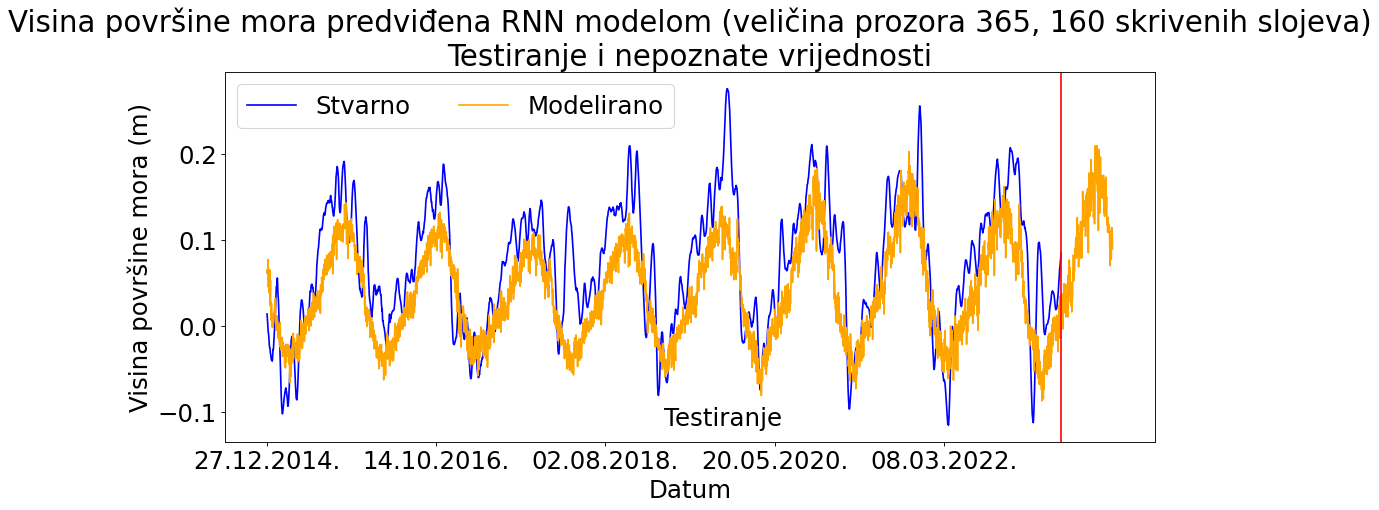 Visina površine mora predviđena RNN modelom (veličina prozora 365, 160 skrivenih slojeva)
Testiranje i nepoznate vrijednosti
Stvarno Modelirano
Visina površine mora (m)
0.2
0.1
0.0
−0.1
Testiranje
27.12.2014. 14.10.2016. 02.08.2018. 20.05.2020. 08.03.2022.
Datum